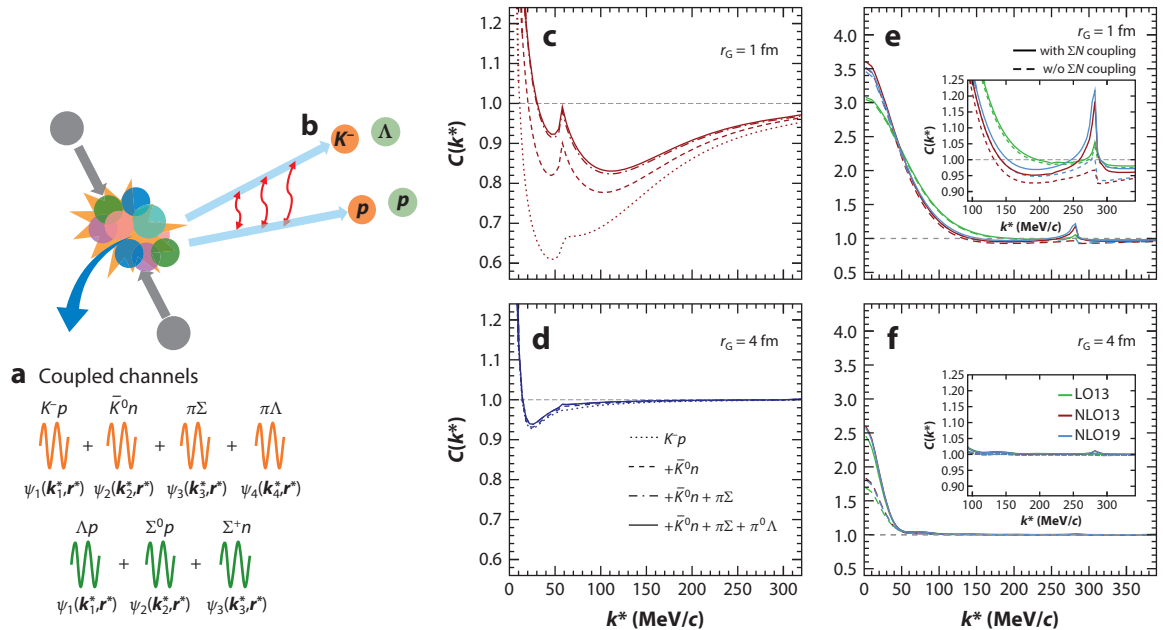 b
K⁻
Λ
p
p
a Coupled channels
K⁻p K̄⁰n πΣ πΛ
+ + +
ψ₁(k₁*,r*) ψ₂(k₂*,r*) ψ₃(k₃*,r*) ψ₄(k₄*,r*)
Λp Σ⁰p Σ⁺n
+ +
ψ₁(k₁*,r*) ψ₂(k₂*,r*) ψ₃(k₃*,r*)
c
r_G = 1 fm
C(k*)
1.2
1.1
1.0
0.9
0.8
0.7
0.6
d
r_G = 4 fm
C(k*)
1.2
1.1
1.0
0.9
0.8
0.7
0.6
K⁻p
+K̄⁰n
+K̄⁰n + πΣ
+K̄⁰n + πΣ + π⁰Λ
0 50 100 150 200 250 300
k* (MeV/c)
e
r_G = 1 fm
with ΣN coupling
w/o ΣN coupling
4.0
3.5
3.0
2.5
2.0
1.5
1.0
0.5
C(k*)
1.25
1.20
1.15
1.10
1.05
1.00
0.95
0.90
100 150 200 250 300
k* (MeV/c)
f
r_G = 4 fm
4.0
3.5
3.0
2.5
2.0
1.5
1.0
0.5
C(k*)
1.25
1.20
1.15
1.10
1.05
1.00
0.95
0.90
LO13
NLO13
NLO19
100 150 200 250 300
k* (MeV/c)
0 50 100 150 200 250 300 350
k* (MeV/c)